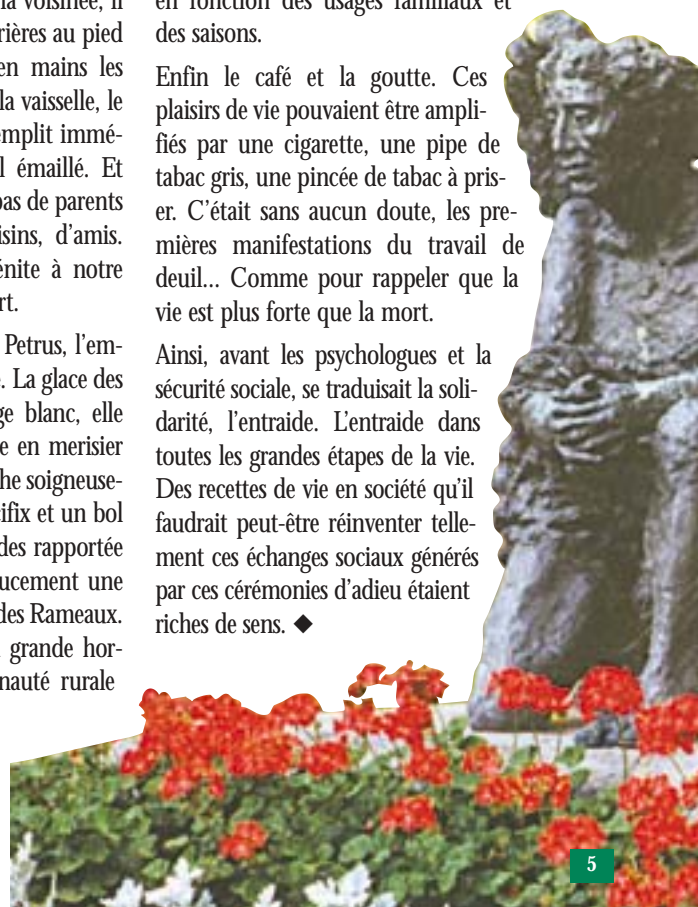 la voisinée, il
rières au pied
en mains les
la vaisselle, le
emplit immé-
l émaillé. Et
pas de parents
isins, d'amis.
énite à notre
rt.
Petrus, l'em-
. La glace des
ge blanc, elle
e en merisier
he soigneuse-
ifix et un bol
des rapportée
ucement une
des Rameaux.
grande hor-
nauté rurale
en fonction des usages familiaux et
des saisons.
Enfin le café et la goutte. Ces
plaisirs de vie pouvaient être ampli-
fiés par une cigarette, une pipe de
tabac gris, une pincée de tabac à pris-
er. C'était sans aucun doute, les pre-
mières manifestations du travail de
deuil... Comme pour rappeler que la
vie est plus forte que la mort.
Ainsi, avant les psychologues et la
sécurité sociale, se traduisait la soli-
darité, l'entraide. L'entraide dans
toutes les grandes étapes de la vie.
Des recettes de vie en société qu'il
faudrait peut-être réinventer telle-
ment ces échanges sociaux générés
par ces cérémonies d'adieu étaient
riches de sens. ◆
5